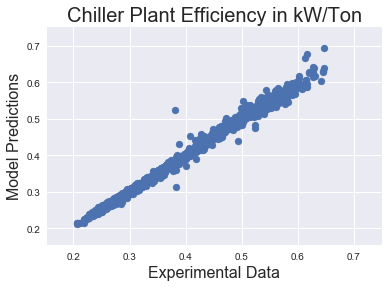 Chiller Plant Efficiency in kW/Ton
Model Predictions
0.7
0.6
0.5
0.4
0.3
0.2
0.2 0.3 0.4 0.5 0.6 0.7
Experimental Data